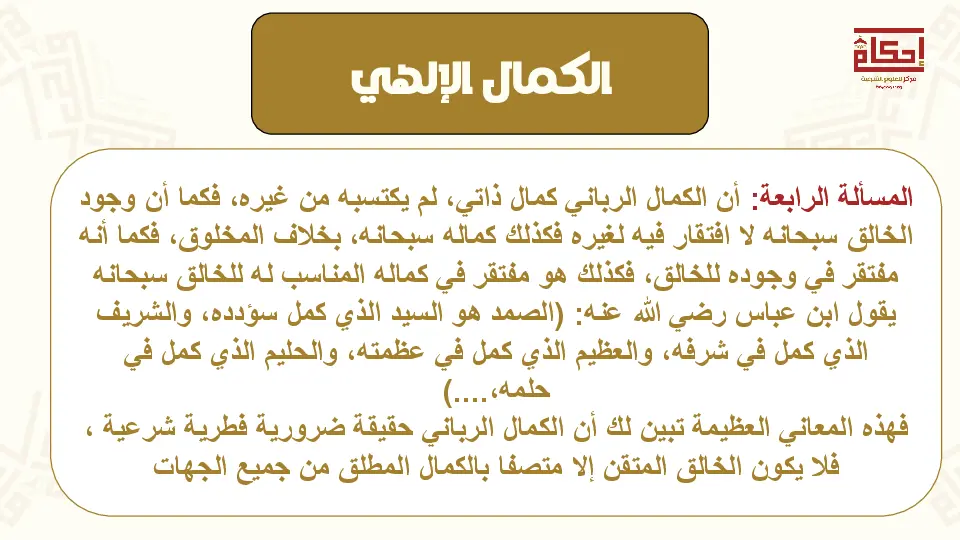 الكمال الإلهي
إحكام
مركز للعلوم الشرعية
المسألة الرابعة: أن الكمال الرباني كمال ذاتي، لم يكتسبه من غيره، فكما أن وجود
الخالق سبحانه لا افتقار فيه لغيره فكذلك كماله سبحانه، بخلاف المخلوق، فكما أنه
مفتقر في وجوده للخالق، فكذلك هو مفتقر في كماله المناسب له للخالق سبحانه
يقول ابن عباس رضي الله عنه: (الصمد هو السيد الذي كمل سؤدده، والشريف
الذي كمل في شرفه، والعظيم الذي كمل في عظمته، والحليم الذي كمل في
حلمه،....)
فهذه المعاني العظيمة تبين لك أن الكمال الرباني حقيقة ضرورية فطرية شرعية ،
فلا يكون الخالق المتقن إلا متصفا بالكمال المطلق من جميع الجهات